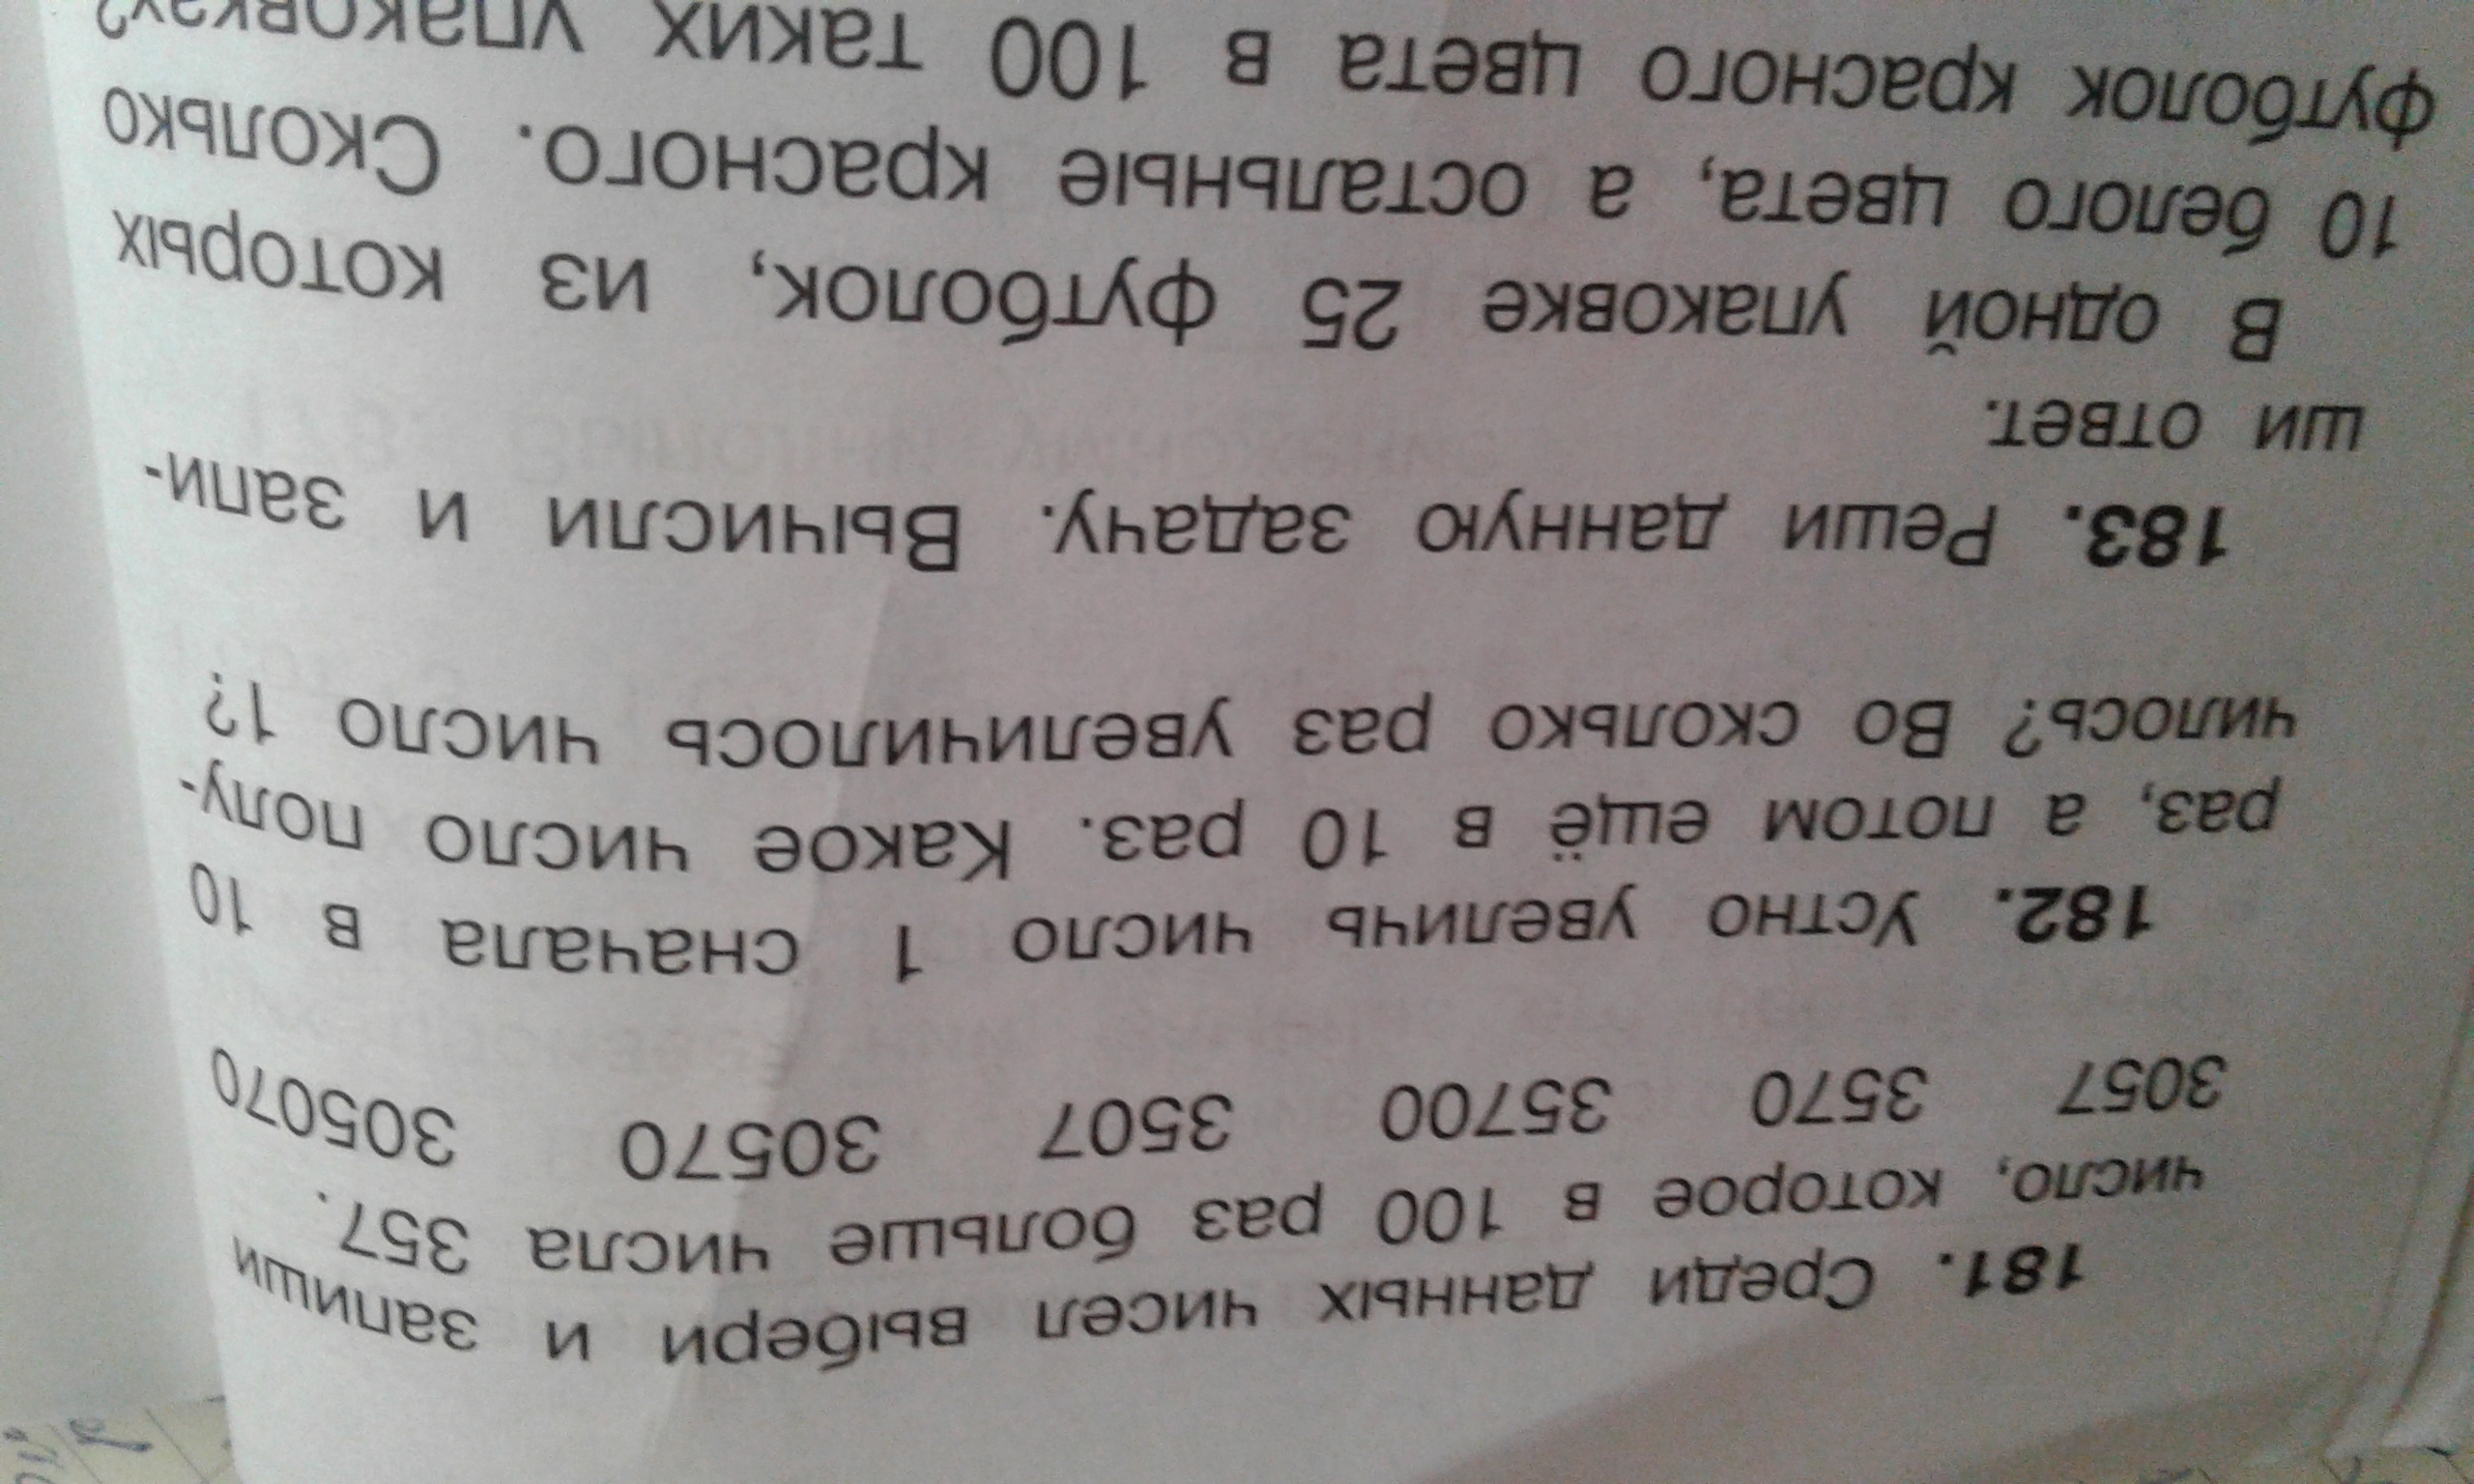 181. Среди данных чисел выбери и запиши
число, которое в 100 раз больше числа 357.
3057 3570 35700 3507 30570 305070
182. Устно увеличь число 1 сначала в 10
раз, а потом ещё в 10 раз. Какое число полу-
чилось? Во сколько раз увеличилось число 1?
183. Реши данную задачу. Вычисли и запи-
ши ответ.
В одной упаковке 25 футболок, из которых
10 белого цвета, а остальные красного. Сколько
футболок красного цвета в 100 таких упаковках?